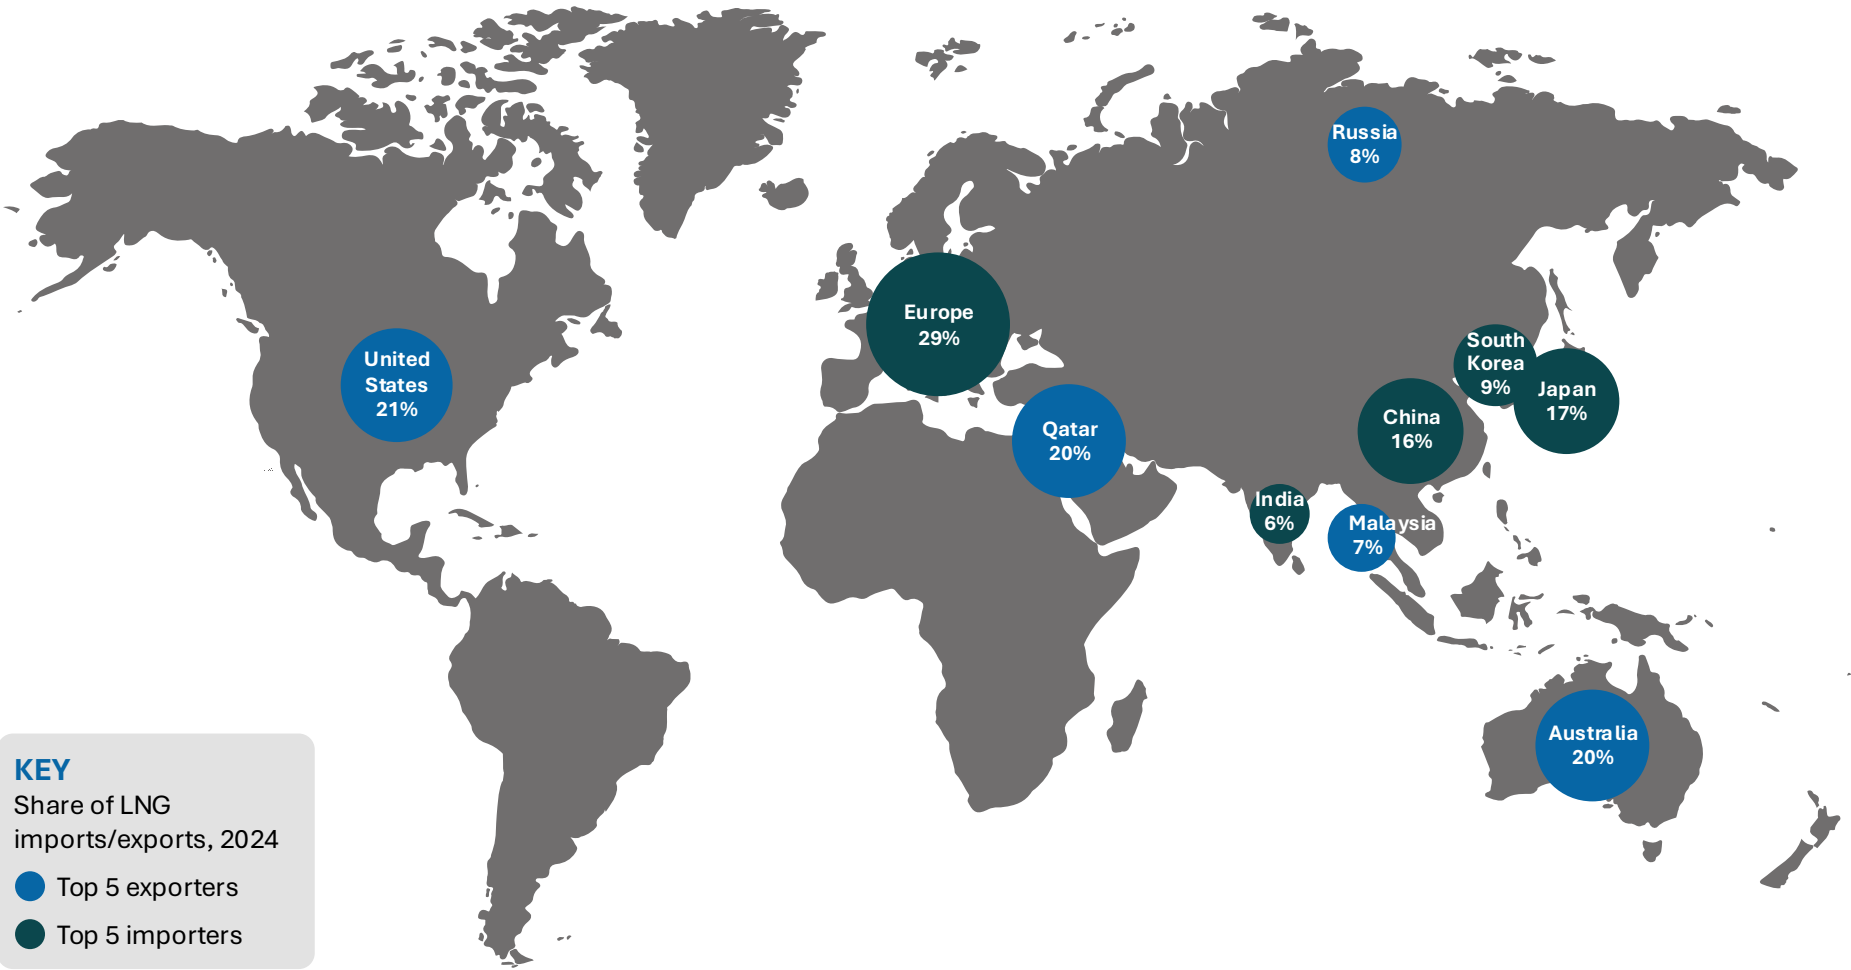 Russia
8%
Europe
29%
United
States
21%
South
Korea
9%
Japan
17%
China
16%
Qatar
20%
India
6%
Malaysia
7%
Australia
20%
KEY
Share of LNG
imports/exports, 2024
Top 5 exporters
Top 5 importers